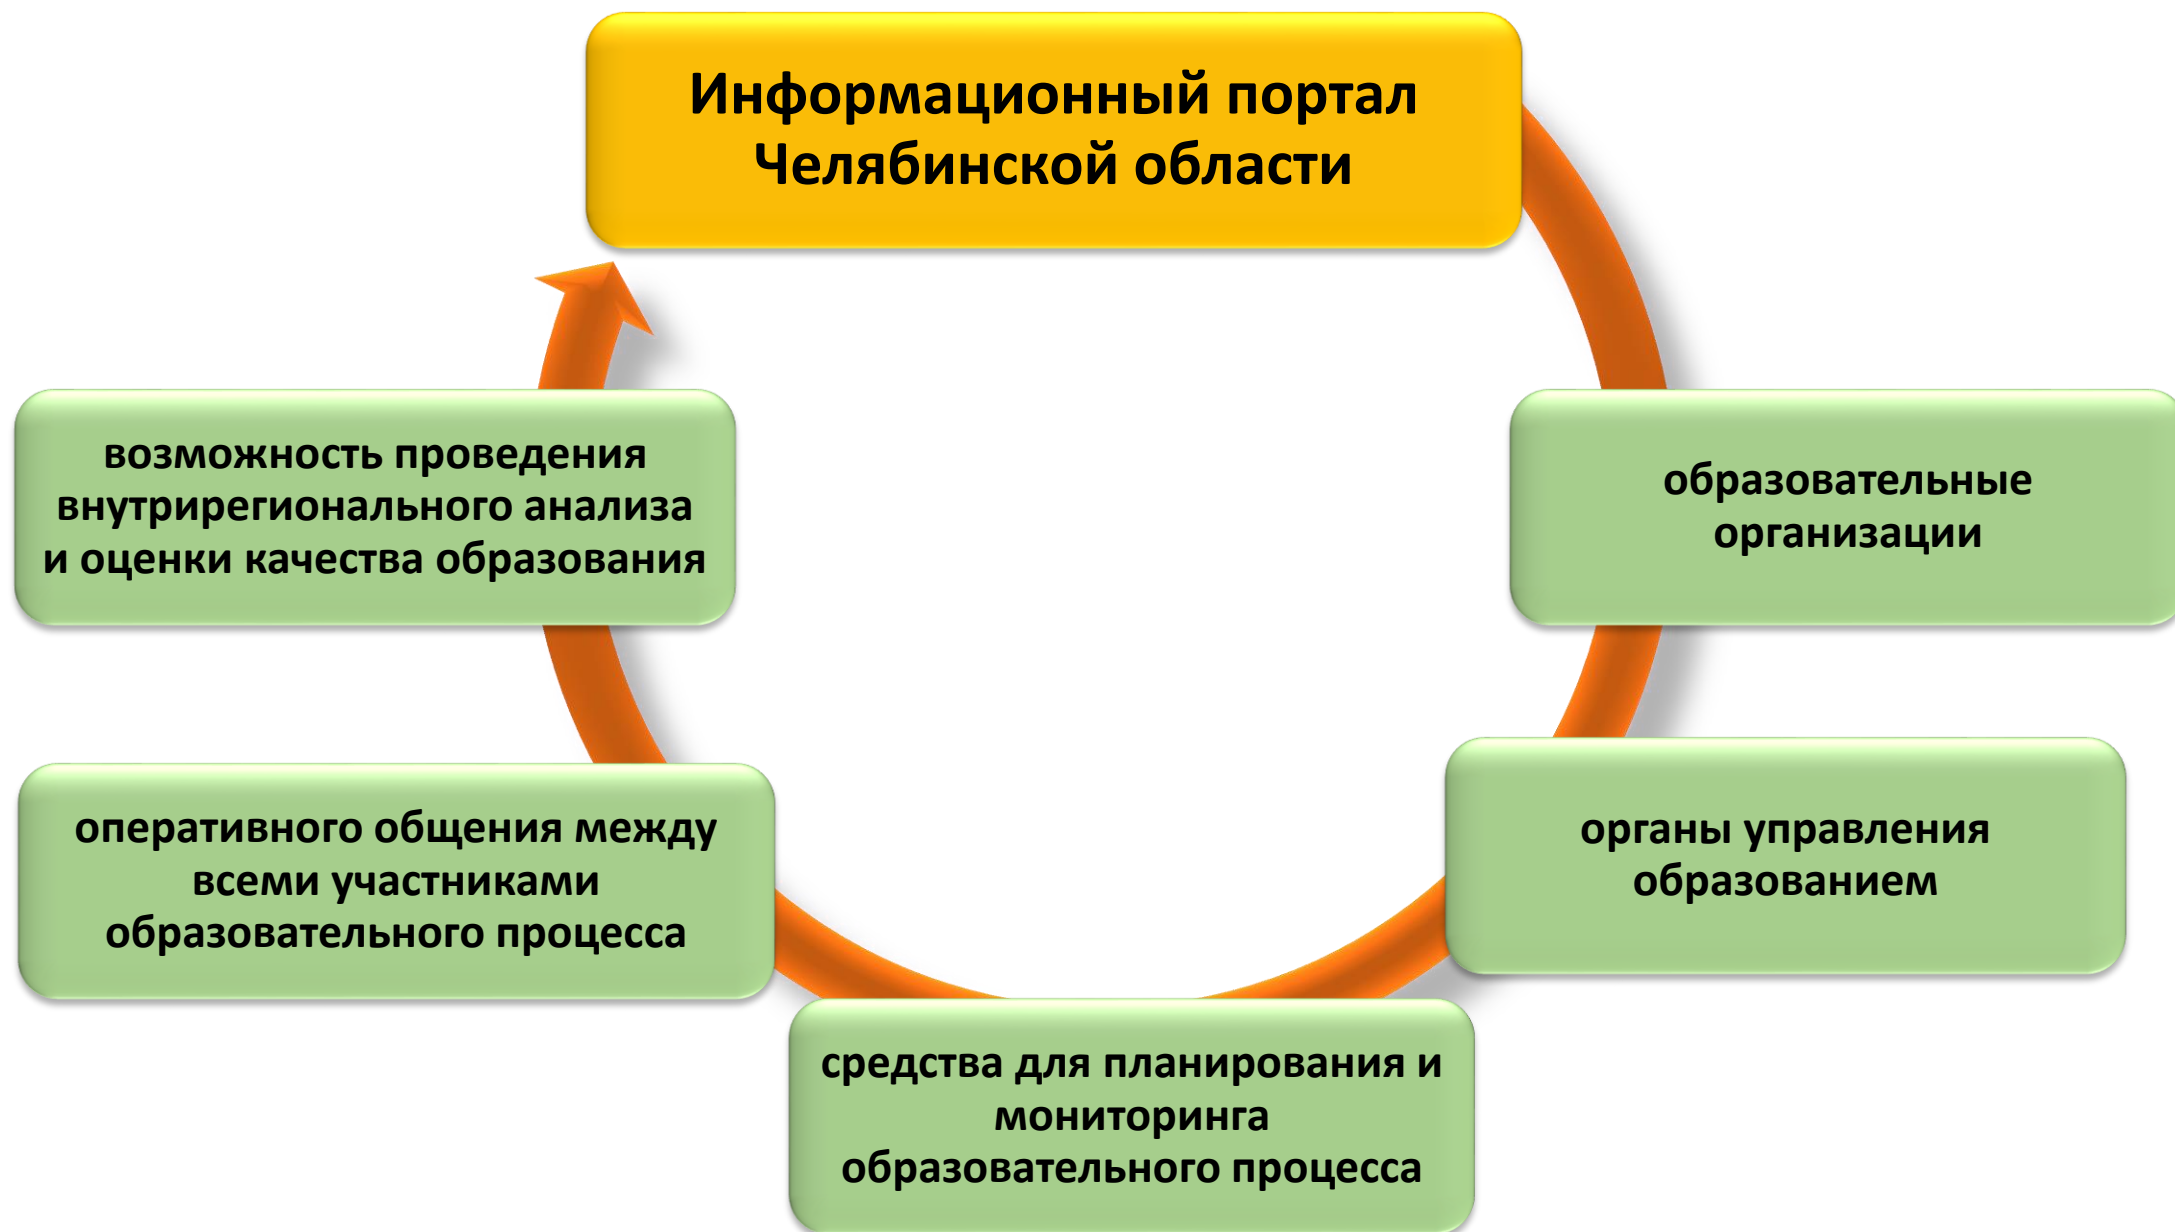 Информационный портал
Челябинской области
образовательные
организации
органы управления
образованием
средства для планирования и
мониторинга
образовательного процесса
оперативного общения между
всеми участниками
образовательного процесса
возможность проведения
внутрирегионального анализа
и оценки качества образования